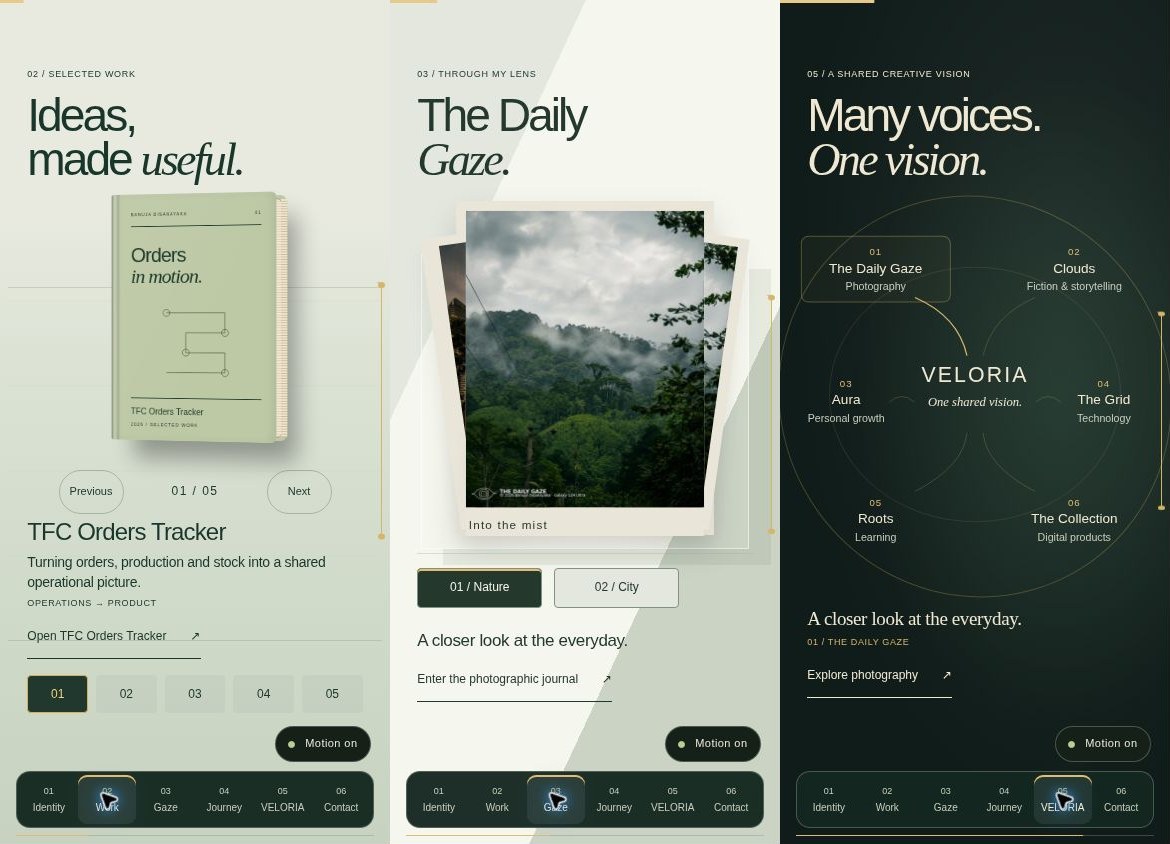 02 / SELECTED WORK
Ideas,
made useful.
BANUJA DISANAYAKA 01
Orders
in motion.
TFC Orders Tracker
2026 / SELECTED WORK
Previous
01 / 05
Next
TFC Orders Tracker
Turning orders, production and stock into a shared
operational picture.
OPERATIONS → PRODUCT
Open TFC Orders Tracker ↗
01 02 03 04 05
Motion on
01 02 03 04 05 06
Identity Work Gaze Journey VELORIA Contact
03 / THROUGH MY LENS
The Daily
Gaze.
THE DAILY GAZE
Into the mist
01 / Nature
02 / City
A closer look at the everyday.
Enter the photographic journal ↗
Motion on
01 02 03 04 05 06
Identity Work Gaze Journey VELORIA Contact
05 / A SHARED CREATIVE VISION
Many voices.
One vision.
01
The Daily Gaze
Photography
02
Clouds
Fiction & storytelling
VELORIA
One shared vision.
03
Aura
Personal growth
04
The Grid
Technology
05
Roots
Learning
06
The Collection
Digital products
A closer look at the everyday.
01 / THE DAILY GAZE
Explore photography ↗
Motion on
01 02 03 04 05 06
Identity Work Gaze Journey VELORIA Contact